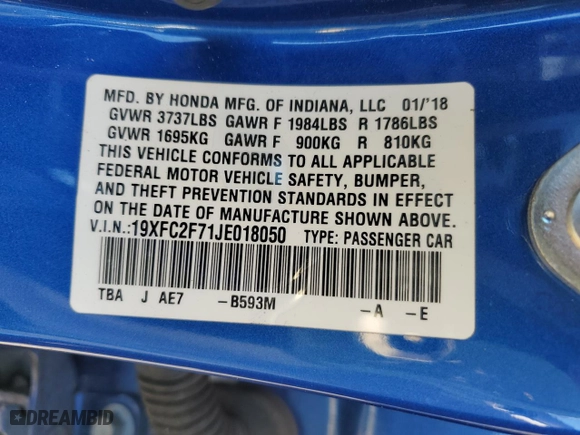 MFD. BY HONDA MFG. OF INDIANA, LLC 01/'18
GVWR 3737LBS GAWR F 1984LBS R 1786LBS
GVWR 1695KG GAWR F 900KG R 810KG
THIS VEHICLE CONFORMS TO ALL APPLICABLE
FEDERAL MOTOR VEHICLE SAFETY, BUMPER,
AND THEFT PREVENTION STANDARDS IN EFFECT
ON THE DATE OF MANUFACTURE SHOWN ABOVE.
V.I.N.:19XFC2F71JE018050 TYPE: PASSENGER CAR
TBA J AE7 -B593M -A -E
DREAMBID